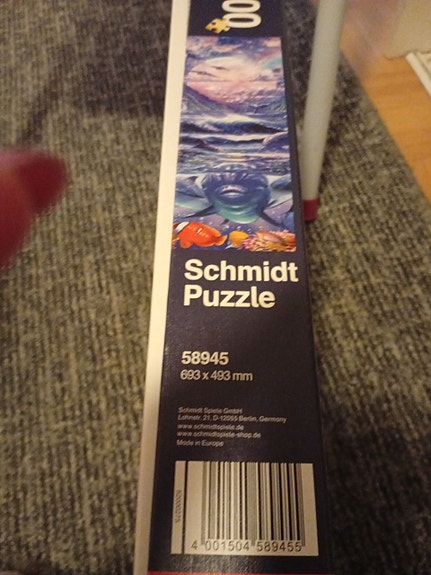 00
Schmidt
Puzzle
58945
693 x 493 mm
Schmidt Spiele GmbH
Lahnstr. 21, D-12055 Berlin, Germany
www.schmidtspiele.de
www.schmidtspiele-shop.de
Made in Europe
4 001504 589455